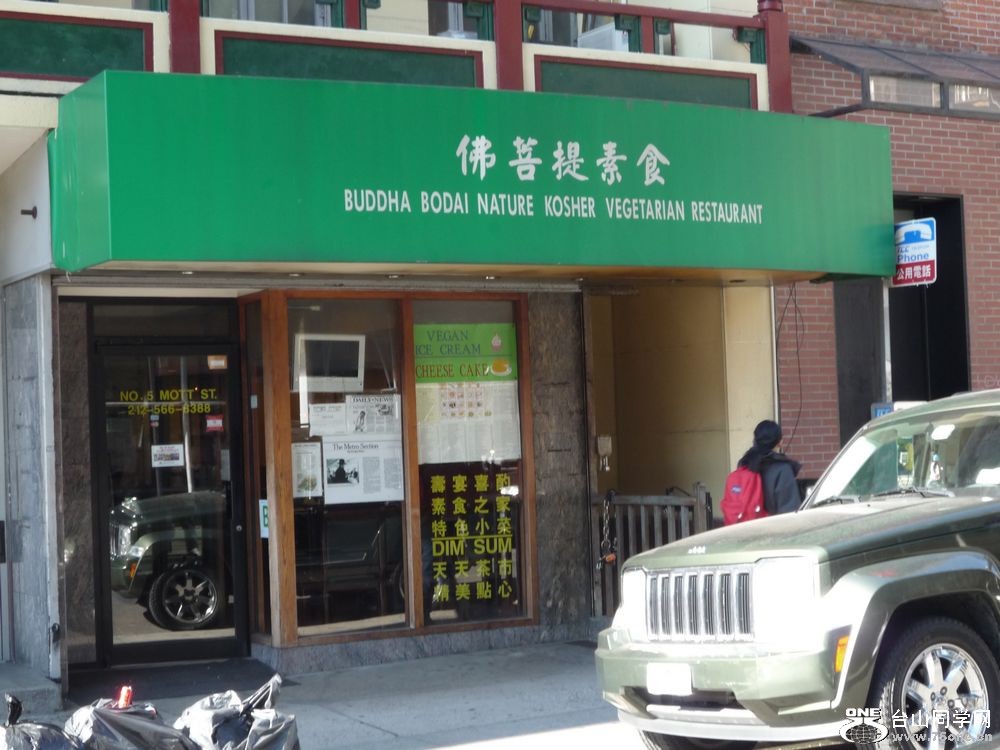 佛菩提素食
BUDDHA BODAI NATURE KOSHER VEGETARIAN RESTAURANT
Phone
公用電話
NO. 5 MOTT ST.
212-566-8388
VEGAN
ICE CREAM
CHEESE CAKE
DAILY NEWS
The Metro Section
壽宴喜酌
素食之家
特色小菜
DIM SUM
天天茶市
精美點心
Jeep
ONE
台山同学网